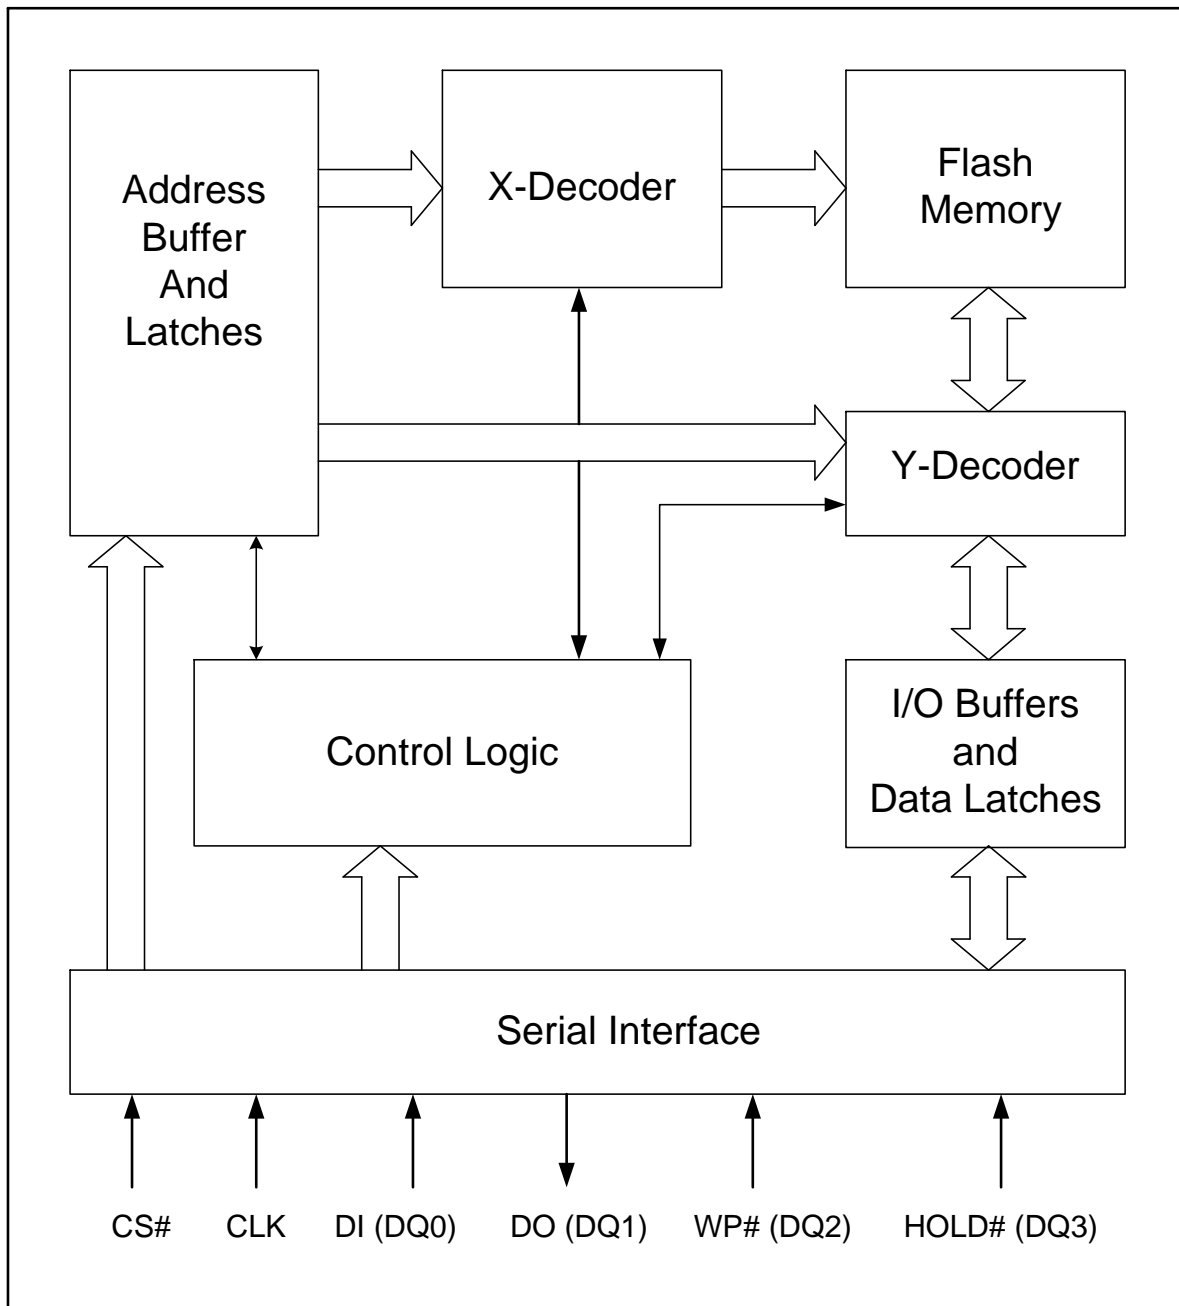 Address
Buffer
And
Latches
X-Decoder
Flash
Memory
Y-Decoder
Control Logic
I/O Buffers
and
Data Latches
Serial Interface
CS#
CLK
DI (DQ0)
DO (DQ1)
WP# (DQ2)
HOLD# (DQ3)